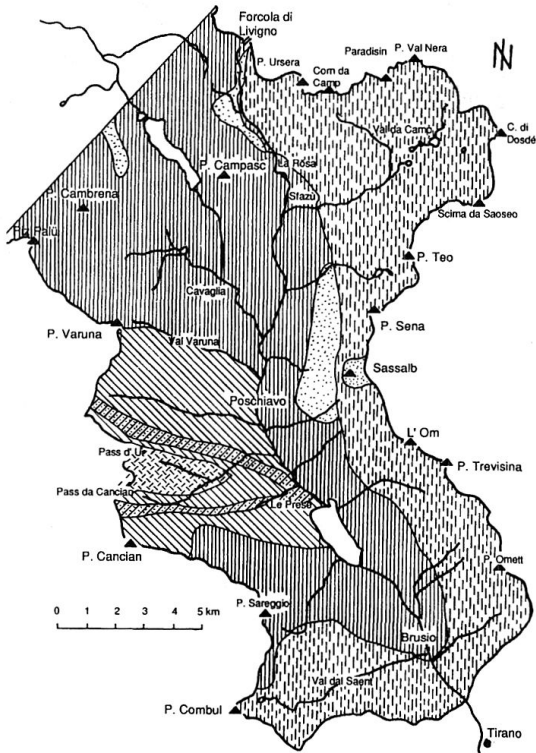 Forcola di
Livigno
P. Ursera
Corn da
Camp
Paradisin
P. Val Nera
N
Val da Camp
C. di
Dosdé
La Rosa
P. Campasc
Sfazù
P. Cambrena
Scima da Saoseo
Piz Palü
P. Teo
Cavaglia
P. Sena
P. Varuna
Val Varuna
Sassalb
Poschiavo
L' Om
Pass d' Ur
P. Trevisina
Pass da Cancian
Le Prese
P. Cancian
P. Omett
0 1 2 3 4 5 km
P. Sareggio
Brusio
Val dal Saent
P. Combul
Tirano